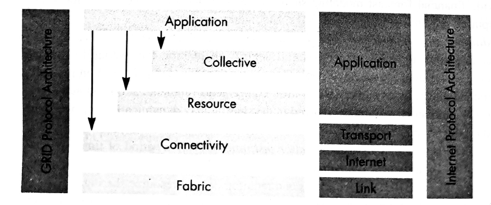 GRID Protocol Architecture
Application
Collective
Resource
Connectivity
Fabric
Application
Transport
Internet
Link
Internet Protocol Architecture